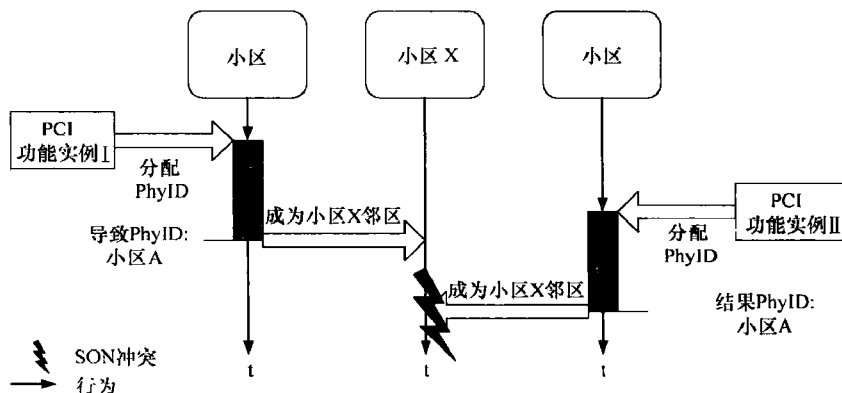 小区
小区 X
小区
PCI
功能实例Ⅰ
分配
PhyID
成为小区X邻区
导致PhyID:
小区A
PCI
功能实例Ⅱ
分配
PhyID
成为小区X邻区
结果PhyID:
小区A
SON冲突
行为
t
t
t